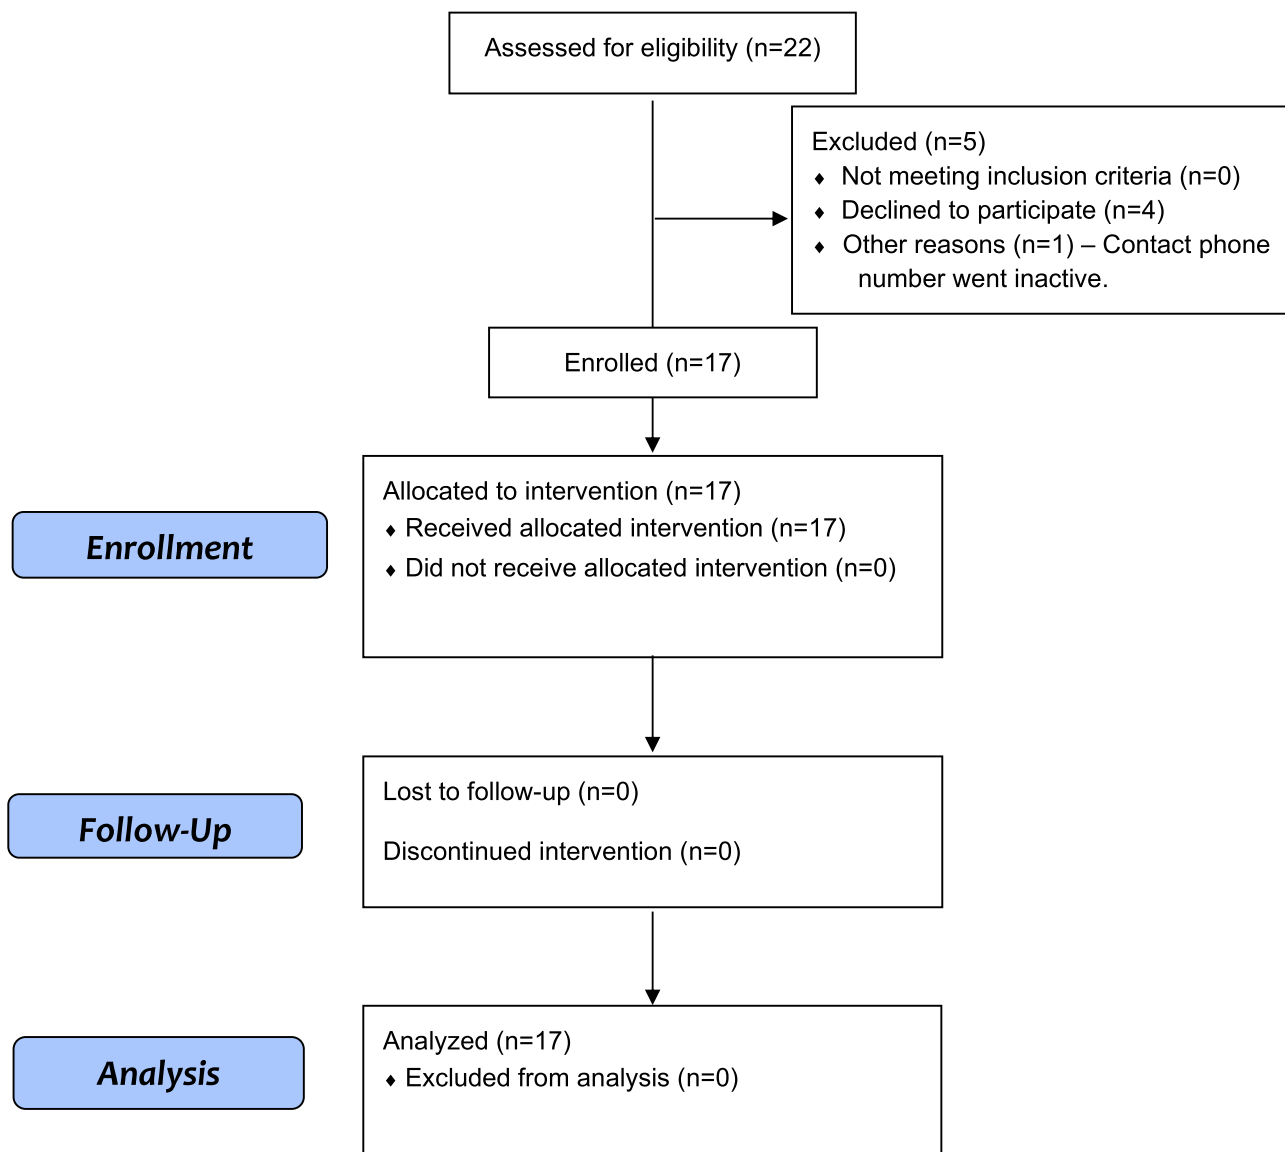 Assessed for eligibility (n=22)
Excluded (n=5)
♦ Not meeting inclusion criteria (n=0)
♦ Declined to participate (n=4)
♦ Other reasons (n=1) – Contact phone
number went inactive.
Enrolled (n=17)
Enrollment
Allocated to intervention (n=17)
♦ Received allocated intervention (n=17)
♦ Did not receive allocated intervention (n=0)
Follow-Up
Lost to follow-up (n=0)
Discontinued intervention (n=0)
Analysis
Analyzed (n=17)
♦ Excluded from analysis (n=0)